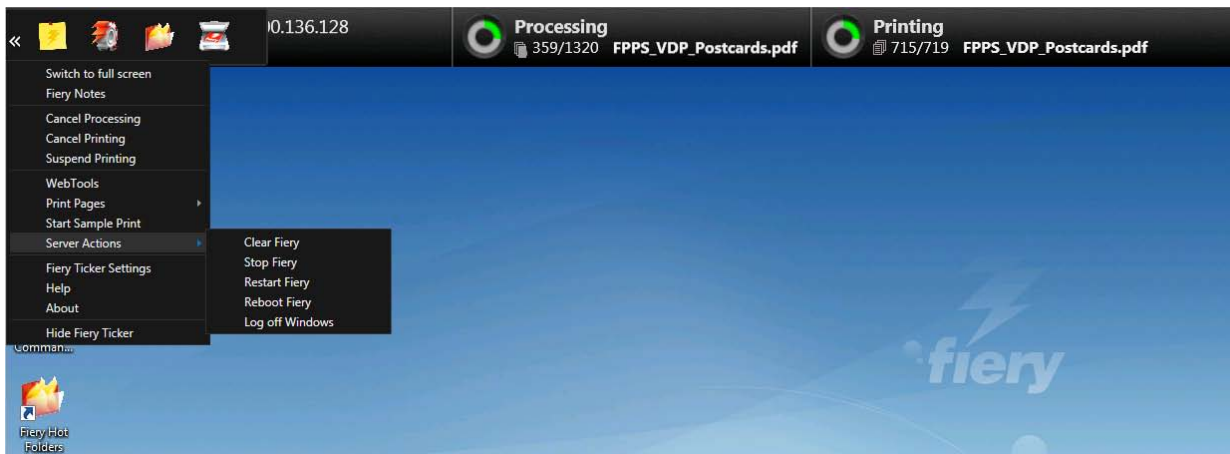 «
0.136.128
Processing
359/1320 FPPS_VDP_Postcards.pdf
Printing
715/719 FPPS_VDP_Postcards.pdf
Switch to full screen
Fiery Notes
Cancel Processing
Cancel Printing
Suspend Printing
WebTools
Print Pages
Start Sample Print
Server Actions
Fiery Ticker Settings
Help
About
Hide Fiery Ticker
Clear Fiery
Stop Fiery
Restart Fiery
Reboot Fiery
Log off Windows
Comman...
Fiery Hot
Folders
fiery